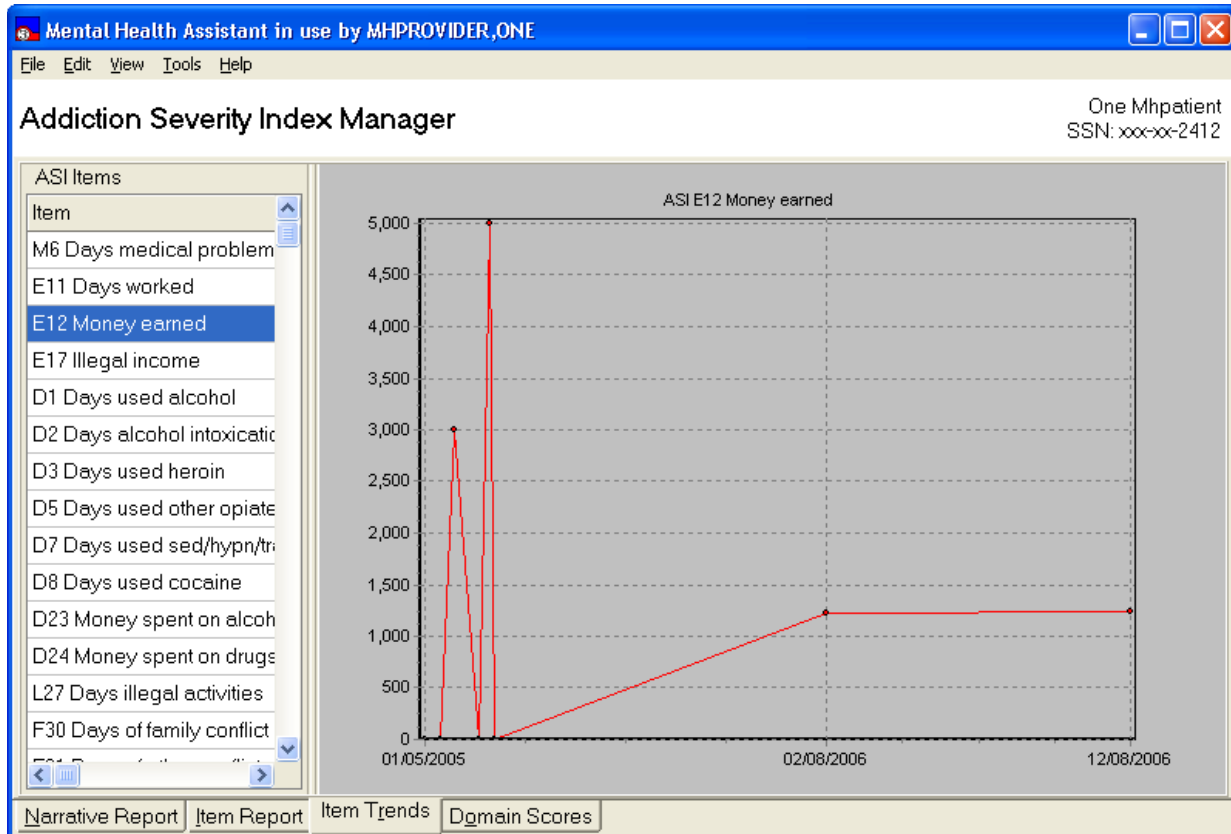 Mental Health Assistant in use by MHPROVIDER,ONE
File Edit View Tools Help
Addiction Severity Index Manager
One Mhpatient
SSN: xxx-xx-2412
ASI Items
Item
M6 Days medical problem
E11 Days worked
E12 Money earned
E17 Illegal income
D1 Days used alcohol
D2 Days alcohol intoxicatio
D3 Days used heroin
D5 Days used other opiate
D7 Days used sed/hypn/tra
D8 Days used cocaine
D23 Money spent on alcoh
D24 Money spent on drugs
L27 Days illegal activities
F30 Days of family conflict
ASI E12 Money earned
5,000
4,500
4,000
3,500
3,000
2,500
2,000
1,500
1,000
500
0
01/05/2005 02/08/2006 12/08/2006
Narrative Report Item Report Item Trends Domain Scores